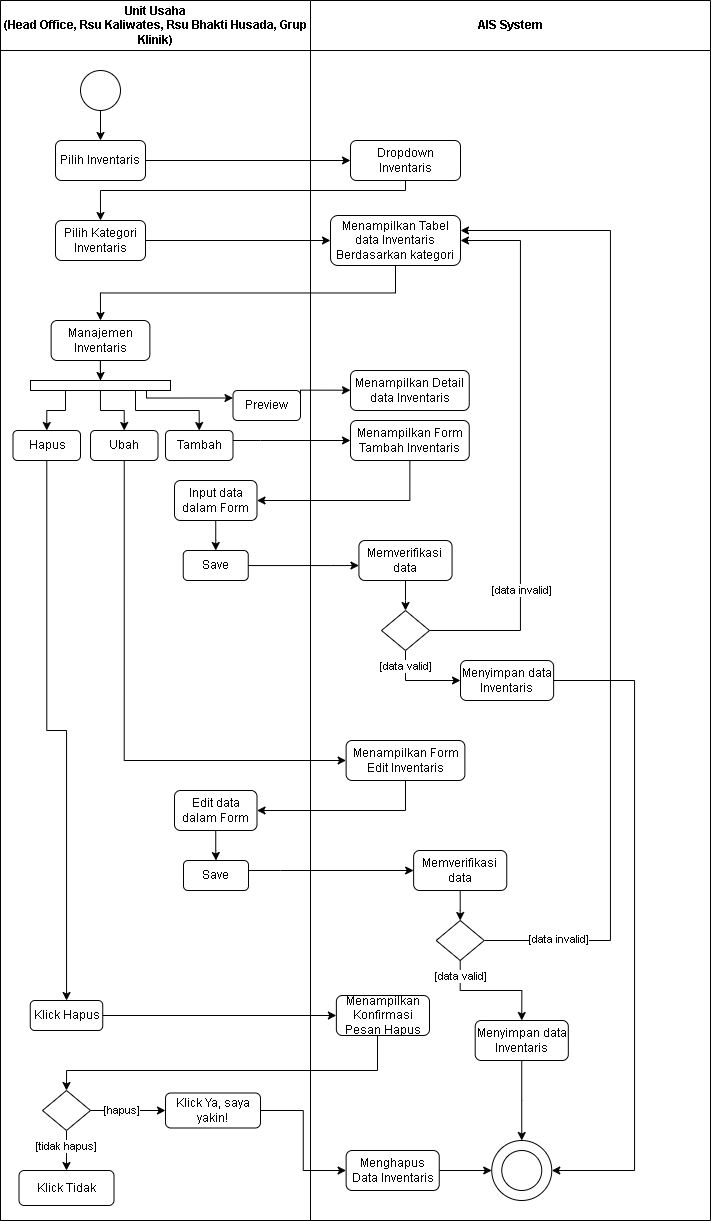 Unit Usaha
(Head Office, Rsu Kaliwates, Rsu Bhakti Husada, Grup
Klinik)
AIS System
Pilih Inventaris
Dropdown
Inventaris
Pilih Kategori
Inventaris
Menampilkan Tabel
data Inventaris
Berdasarkan kategori
Manajemen
Inventaris
Preview
Menampilkan Detail
data Inventaris
Hapus
Ubah
Tambah
Menampilkan Form
Tambah Inventaris
Input data
dalam Form
Save
Memverifikasi
data
[data invalid]
[data valid]
Menyimpan data
Inventaris
Menampilkan Form
Edit Inventaris
Edit data
dalam Form
Save
Memverifikasi
data
[data invalid]
[data valid]
Klick Hapus
Menampilkan
Konfirmasi
Pesan Hapus
Menyimpan data
Inventaris
[hapus]
Klick Ya, saya
yakin!
[tidak hapus]
Klick Tidak
Menghapus
Data Inventaris